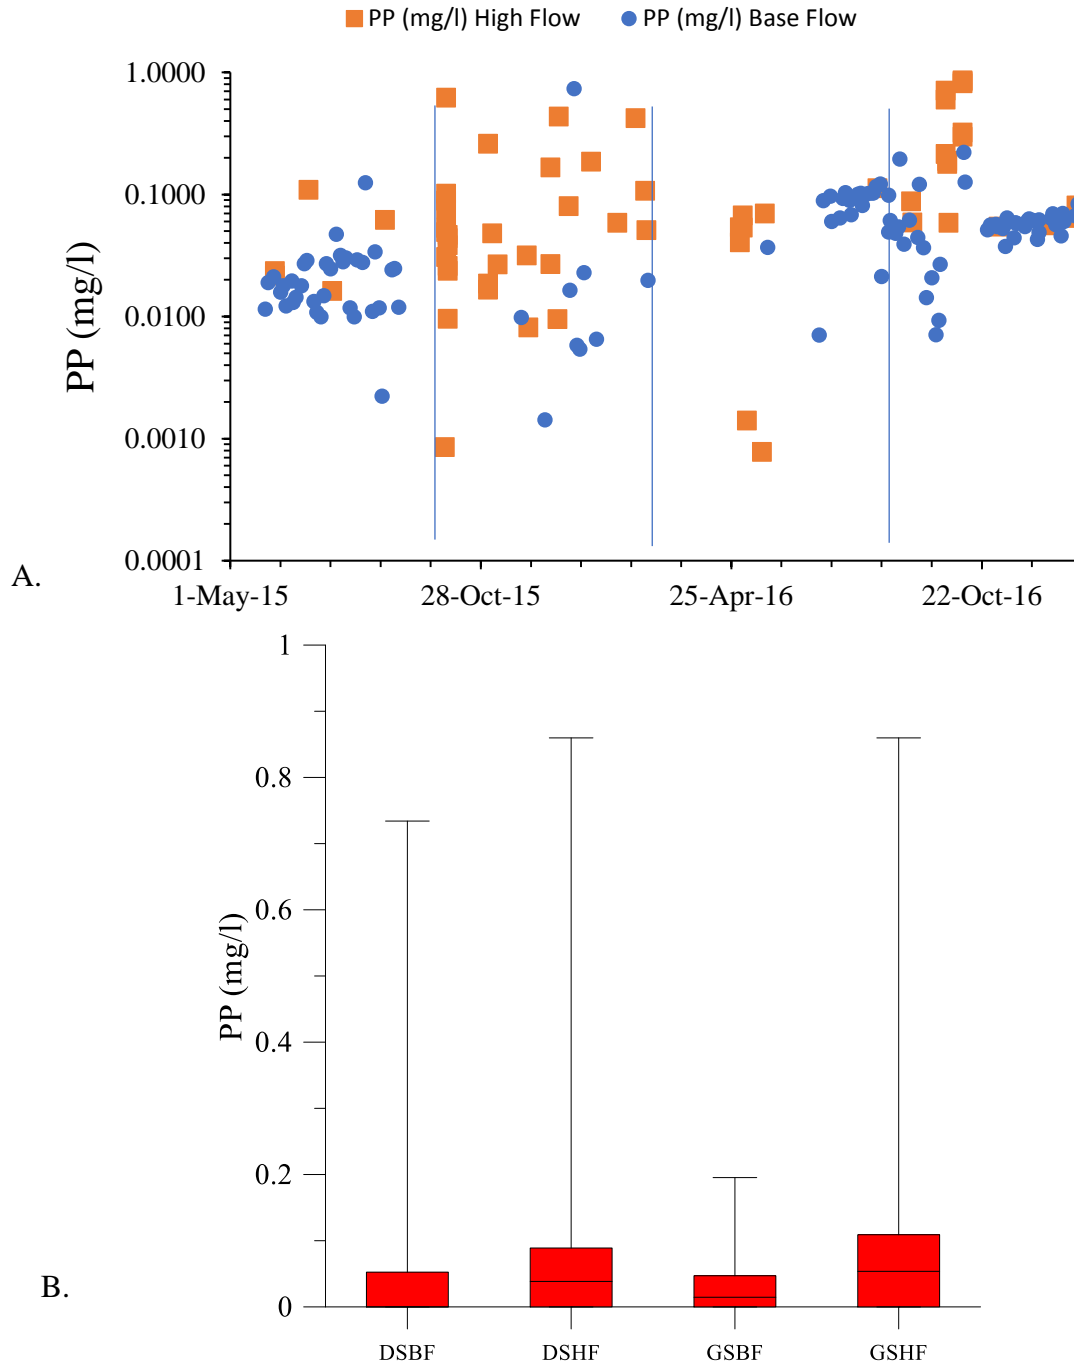 PP (mg/l) High Flow PP (mg/l) Base Flow
1.0000
0.1000
0.0100
0.0010
0.0001
PP (mg/l)
A.
1-May-15 28-Oct-15 25-Apr-16 22-Oct-16
1
0.8
0.6
0.4
0.2
0
PP (mg/l)
B.
DSBF DSHF GSBF GSHF